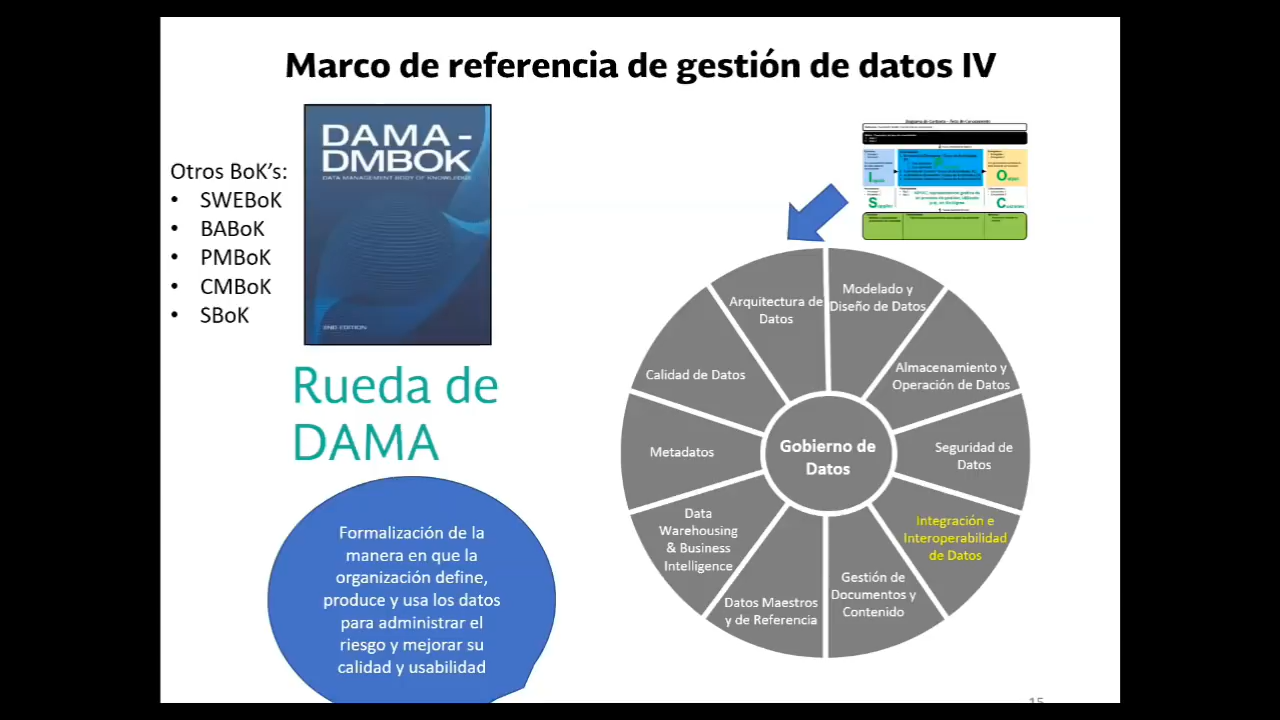 Marco de referencia de gestión de datos IV
Otros BoK's:
• SWEBoK
• BABoK
• PMBoK
• CMBoK
• SBoK
DAMA-
DMBOK
DATA MANAGEMENT BODY OF KNOWLEDGE
2ND EDITION
Rueda de
DAMA
Formalización de la
manera en que la
organización define,
produce y usa los datos
para administrar el
riesgo y mejorar su
calidad y usabilidad
I
O
S
C
Arquitectura de
Datos
Modelado y
Diseño de Datos
Almacenamiento y
Operación de Datos
Seguridad de
Datos
Integración e
Interoperabilidad
de Datos
Gestión de
Documentos y
Contenido
Datos Maestros
y de Referencia
Data
Warehousing
& Business
Intelligence
Metadatos
Calidad de Datos
Gobierno de
Datos
15